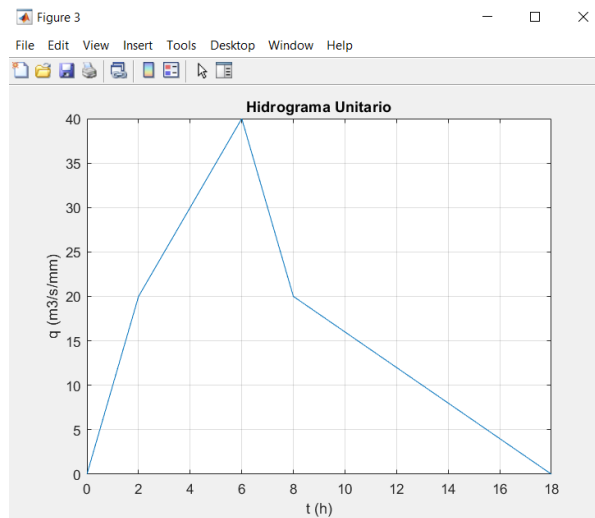 Figure 3
File Edit View Insert Tools Desktop Window Help
Hidrograma Unitario
40
35
30
25
20
15
10
5
0
q (m3/s/mm)
0 2 4 6 8 10 12 14 16 18
t (h)